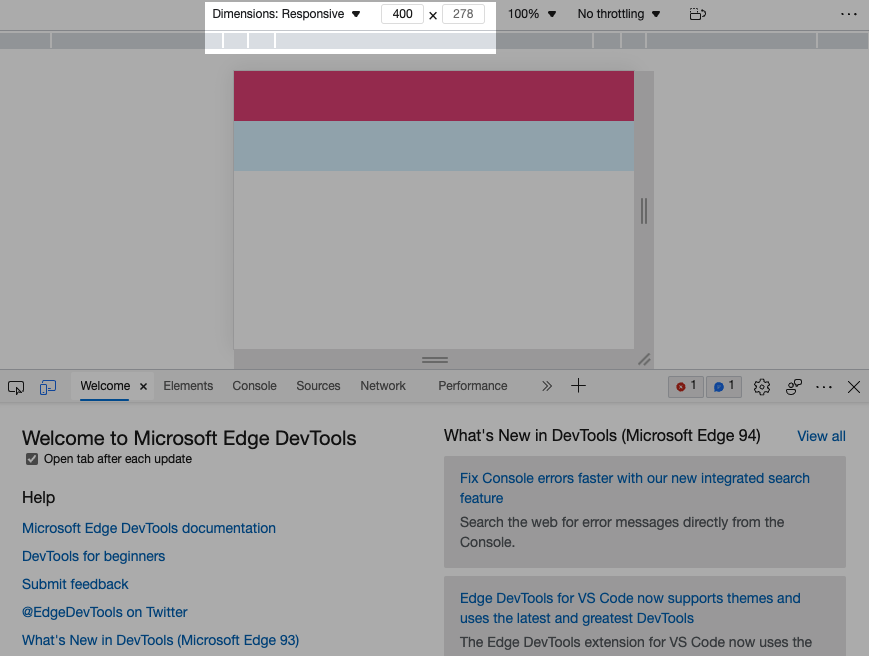 Dimensions: Responsive 400 × 278 100% No throttling
Welcome × Elements Console Sources Network Performance 1 1
Welcome to Microsoft Edge DevTools
Open tab after each update
Help
Microsoft Edge DevTools documentation
DevTools for beginners
Submit feedback
@EdgeDevTools on Twitter
What's New in DevTools (Microsoft Edge 93)
What's New in DevTools (Microsoft Edge 94) View all
Fix Console errors faster with our new integrated search
feature
Search the web for error messages directly from the
Console.
Edge DevTools for VS Code now supports themes and
uses the latest and greatest DevTools
The Edge DevTools extension for VS Code now uses the